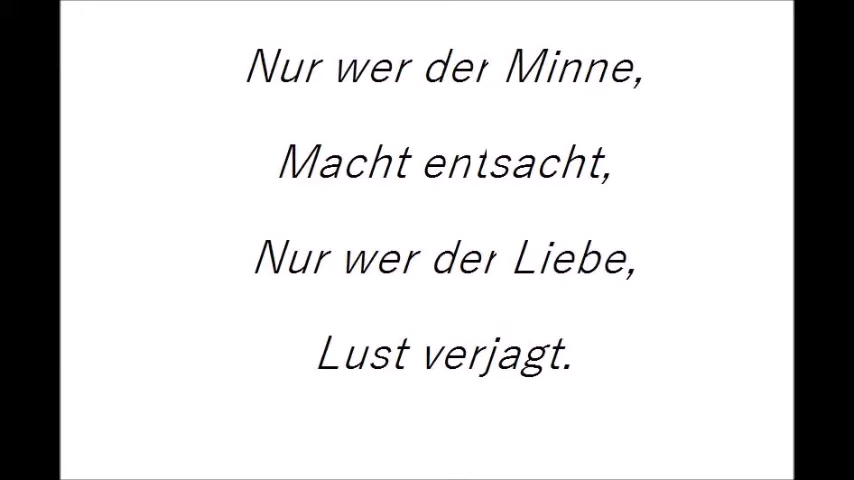 Nur wer der Minne,
Macht entsacht,
Nur wer der Liebe,
Lust verjagt.